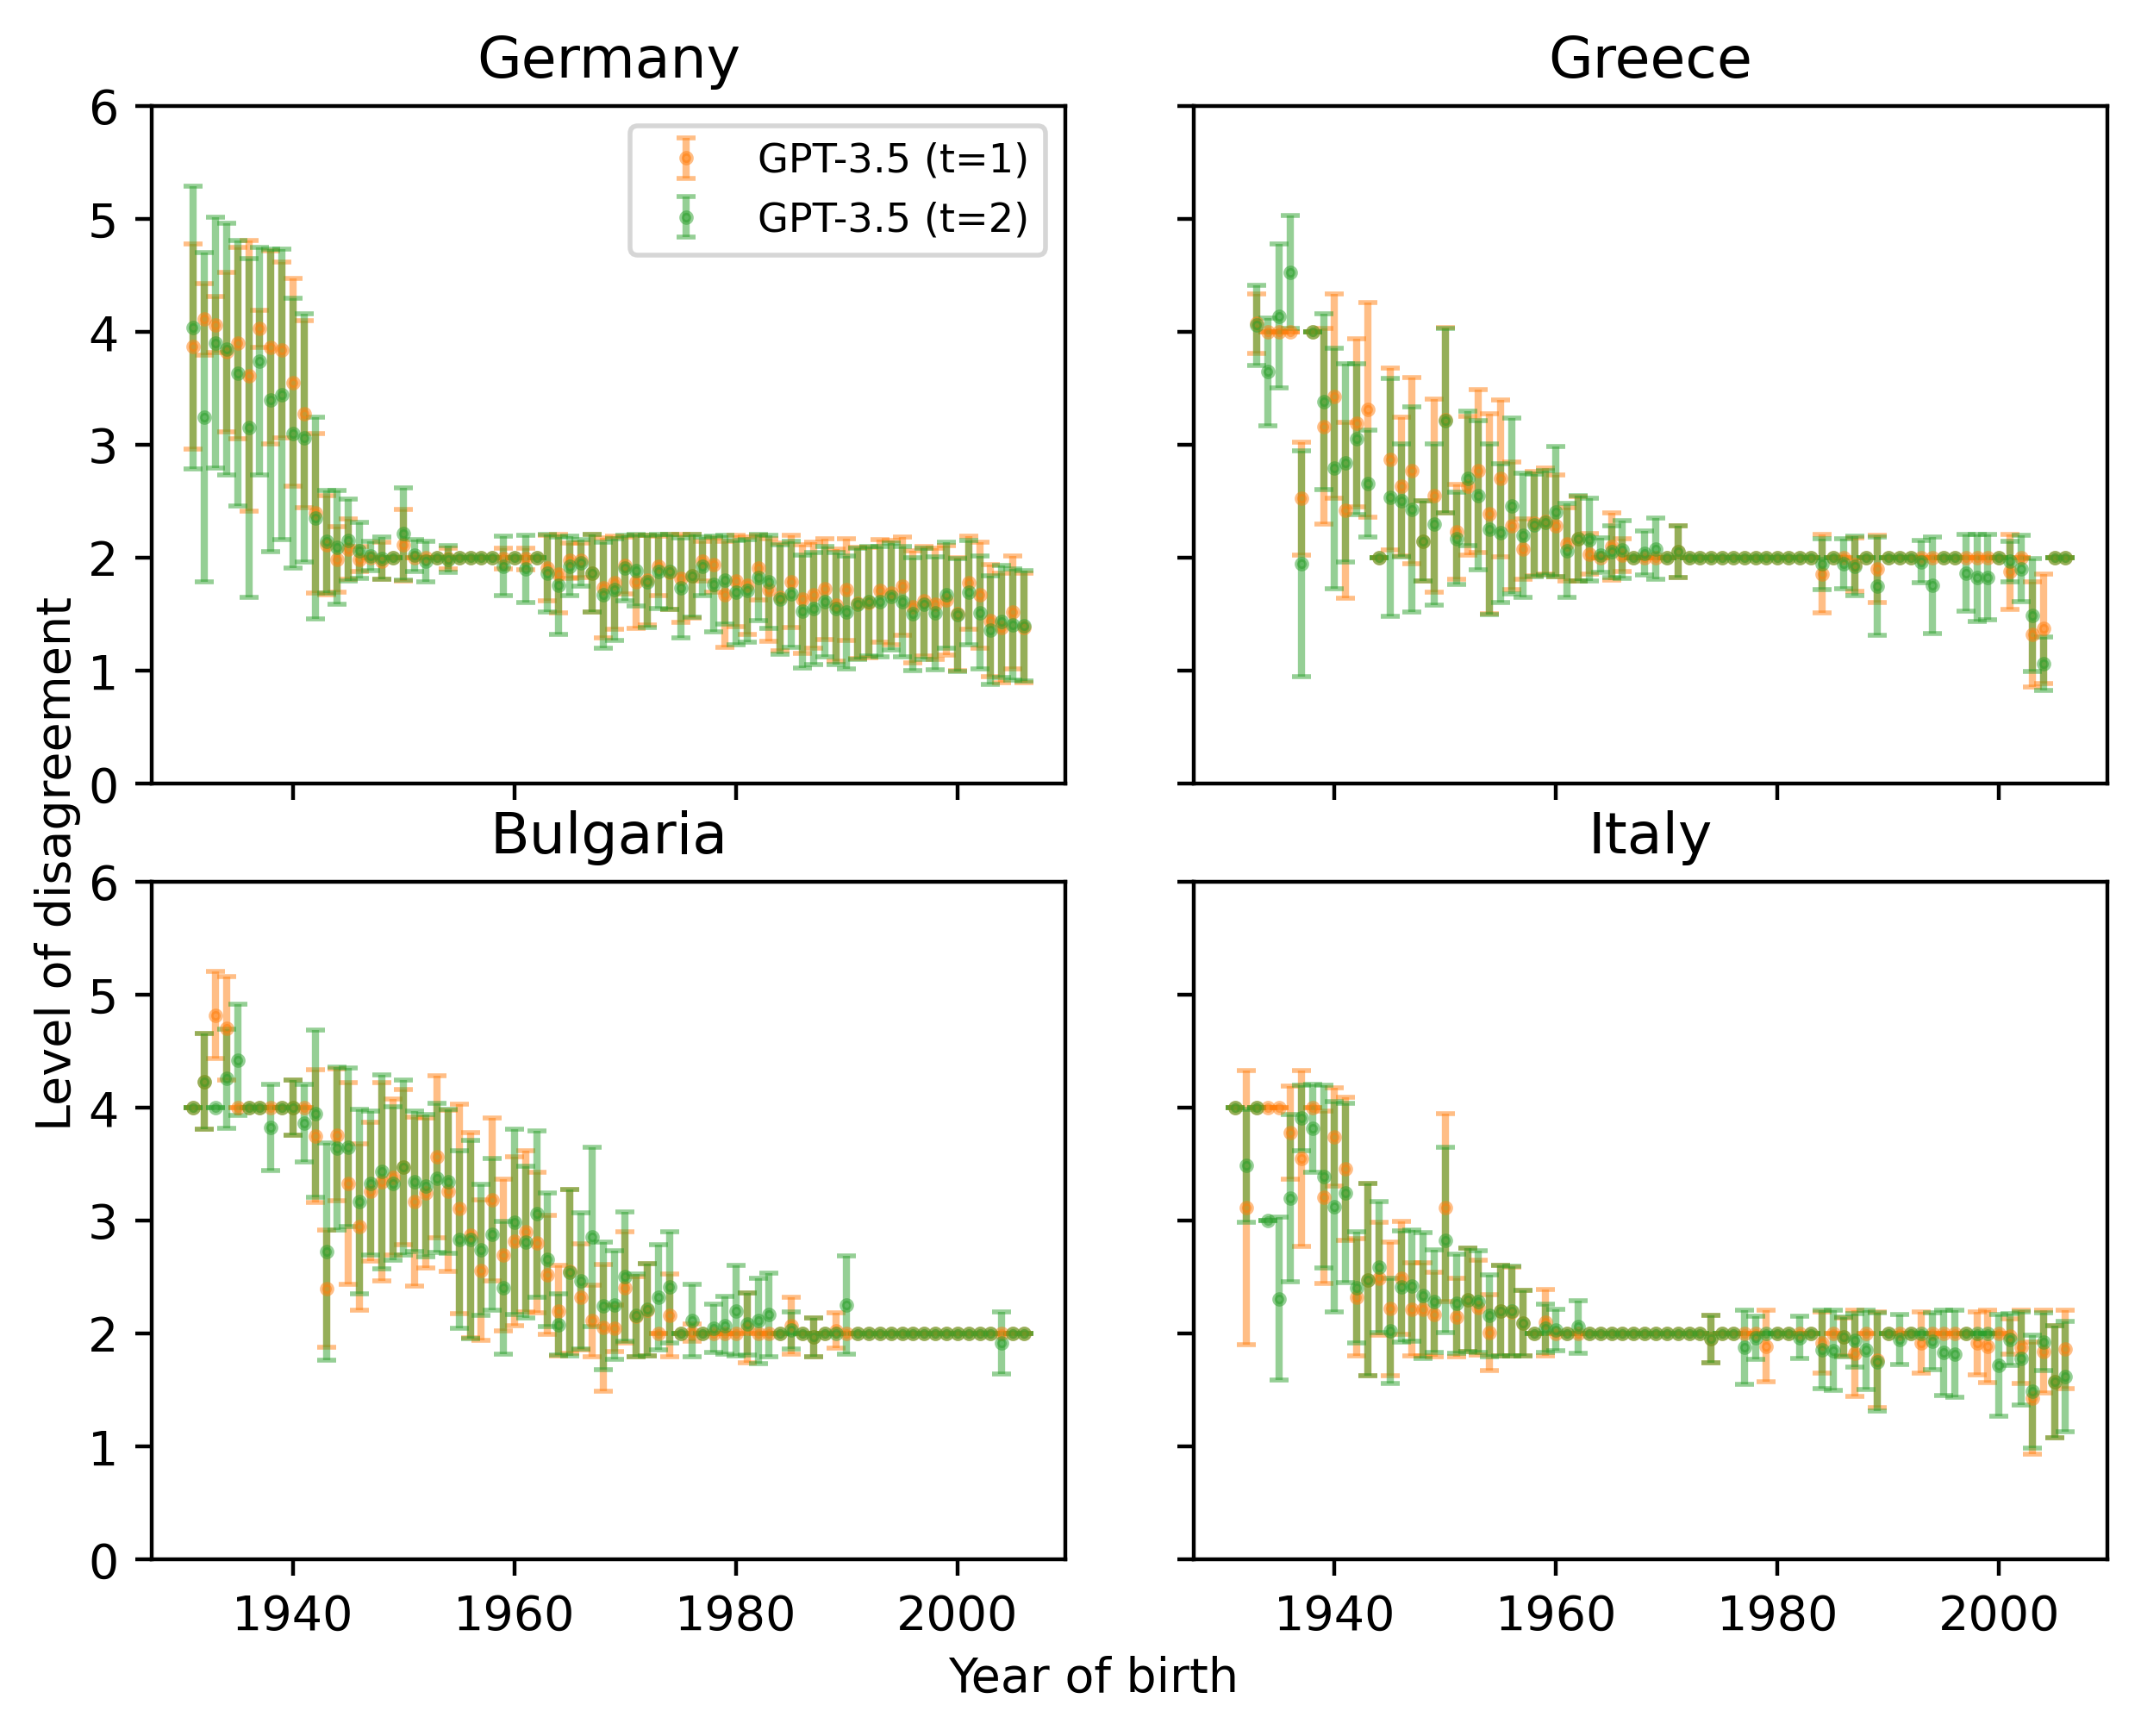 Germany
Greece
6
5
4
3
2
1
0
GPT-3.5 (t=1)
GPT-3.5 (t=2)
Level of disagreement
Bulgaria
Italy
6
5
4
3
2
1
0
1940 1960 1980 2000
1940 1960 1980 2000
Year of birth